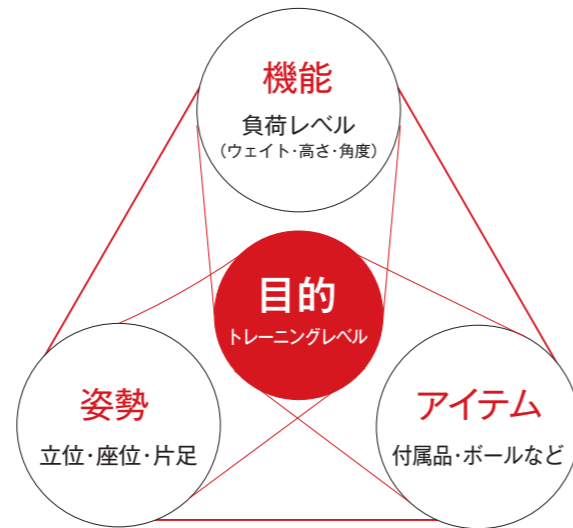 機能
負荷レベル
(ウェイト・高さ・角度)
目的
トレーニングレベル
姿勢
立位・座位・片足
アイテム
付属品・ボールなど